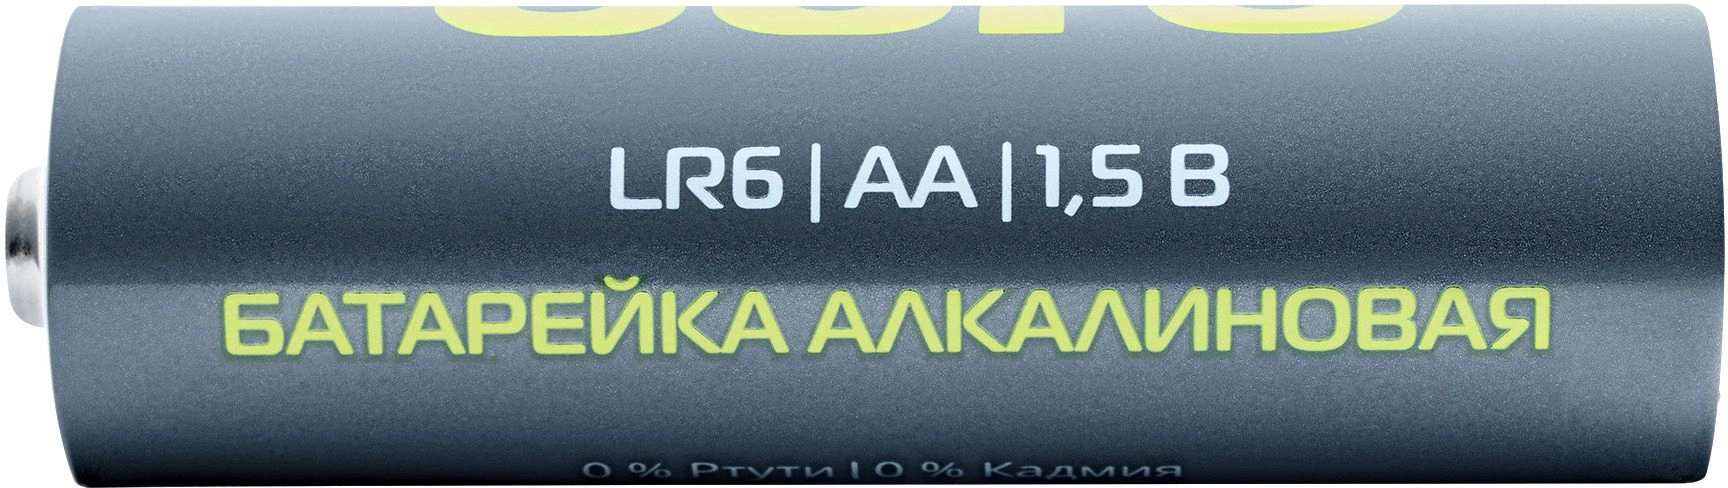 LR6 | AA | 1,5 В
БАТАРЕЙКА АЛКАЛИНОВАЯ
0 % Ртути | 0 % Кадмия